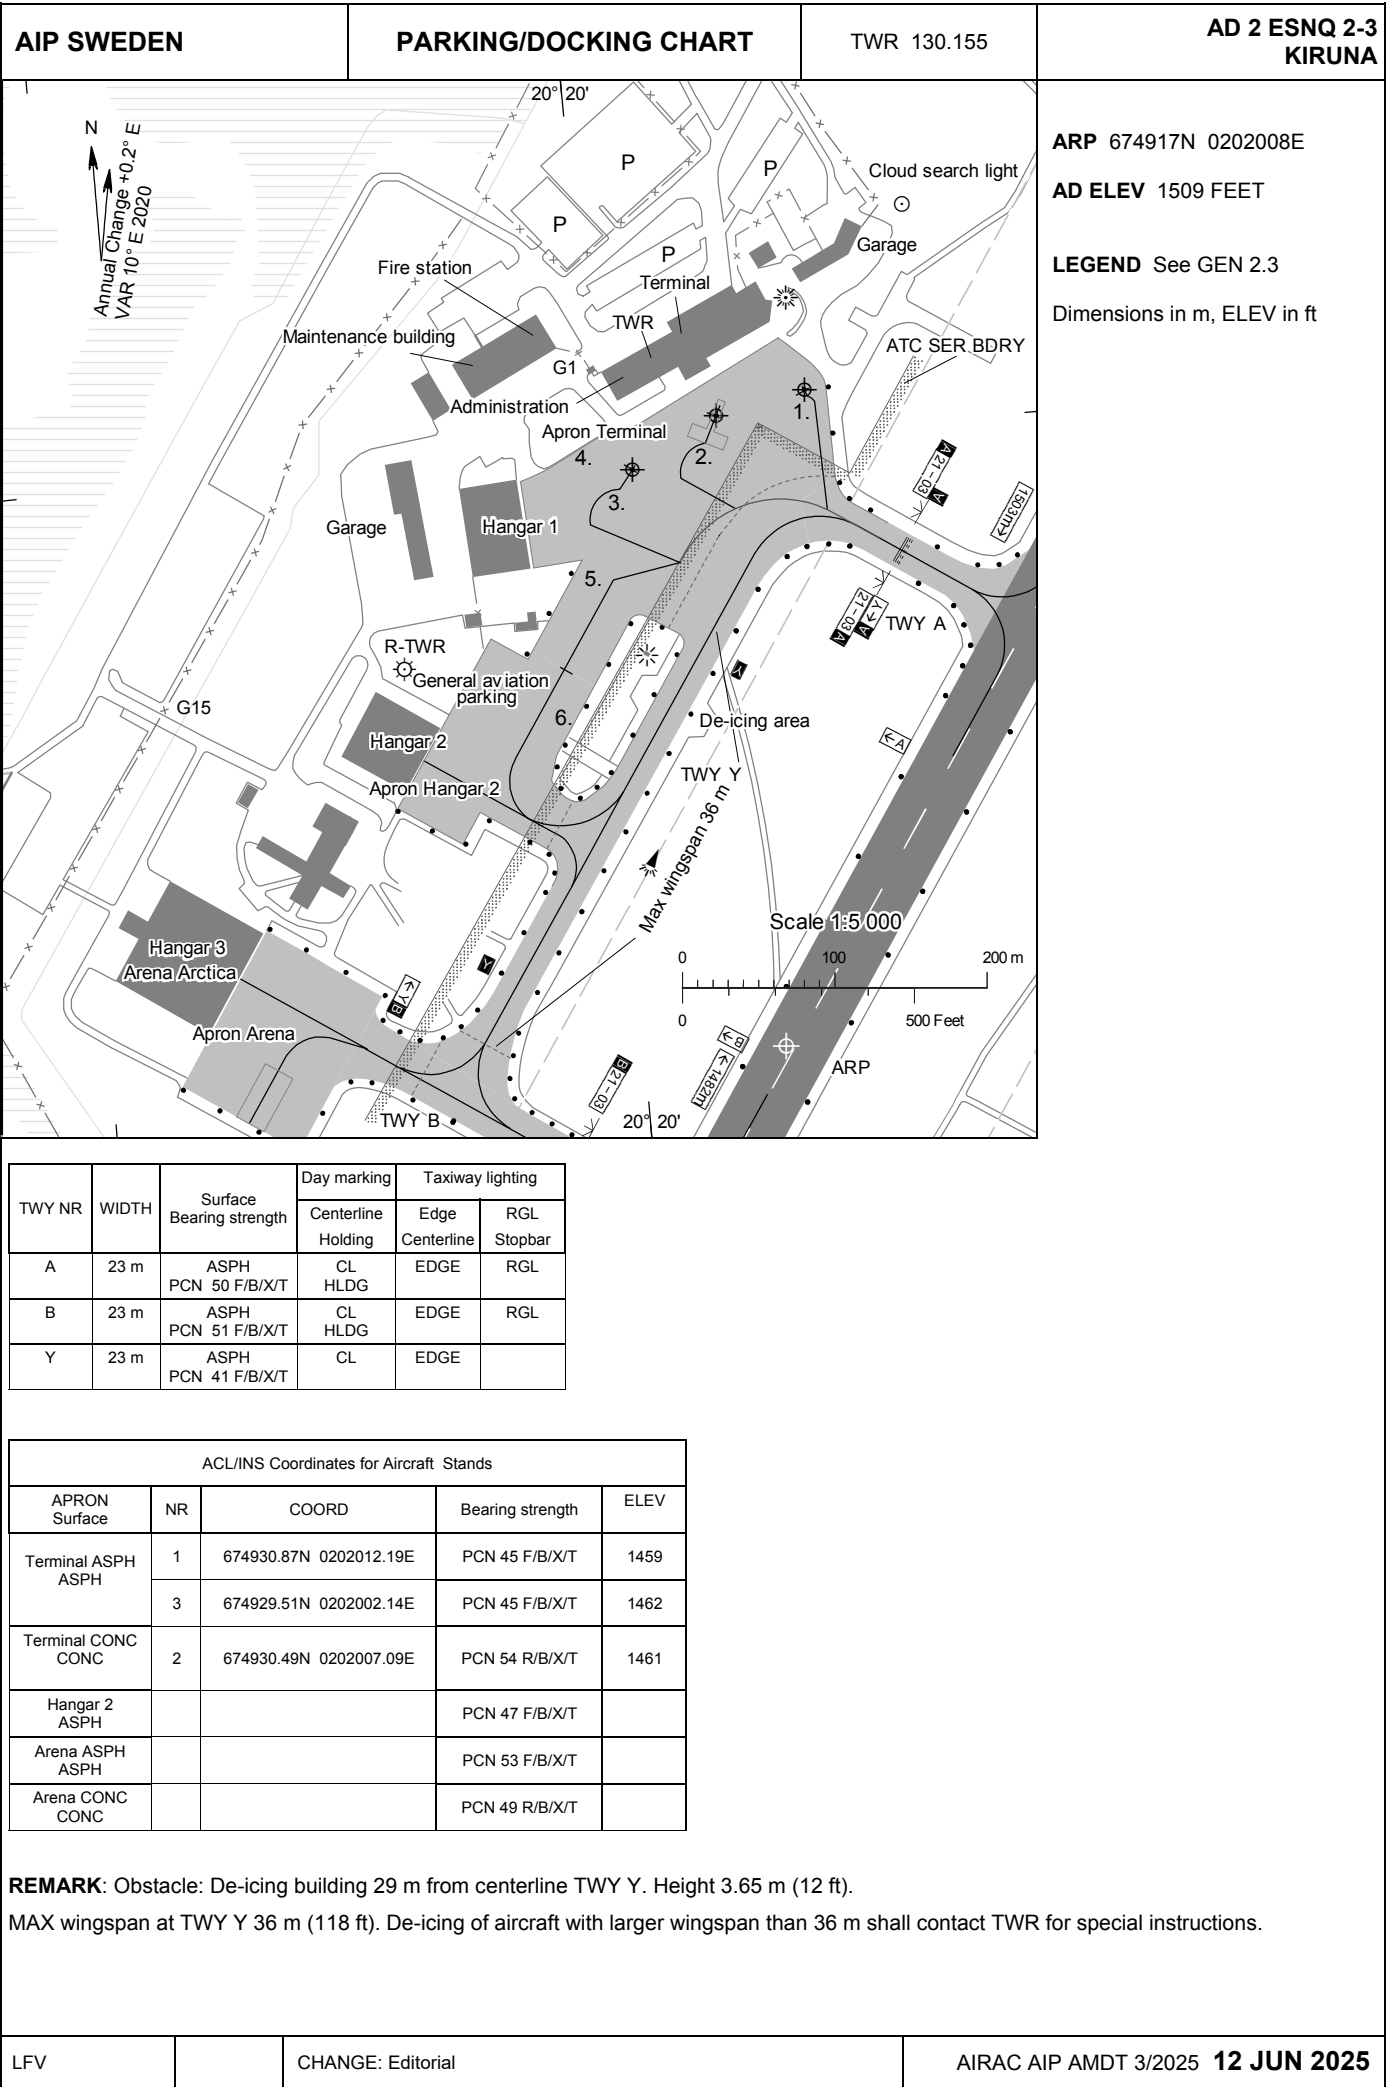 AIP SWEDEN
PARKING/DOCKING CHART
TWR 130.155
AD 2 ESNQ 2-3
KIRUNA
ARP 674917N 0202008E
AD ELEV 1509 FEET
LEGEND See GEN 2.3
Dimensions in m, ELEV in ft
20° 20'
N
Annual Change +0.2° E
VAR 10° E 2020
P
P
P
P
Cloud search light
Garage
Fire station
Terminal
TWR
Maintenance building
G1
ATC SER BDRY
Administration
Apron Terminal
1.
2.
4.
3.
A 21-03
A
1503m→
Garage
Hangar 1
5.
21-03 A
←A
A
TWY A
R-TWR
General aviation
parking
Y
G15
6.
De-icing area
Hangar 2
←A
TWY Y
Apron Hangar 2
Max wingspan 36 m
Scale 1:5 000
Hangar 3
Arena Arctica
Y
0 100 200 m
←Y B
0 500 Feet
Apron Arena
←B
←1482m
B 21-03
ARP
TWY B
20° 20'
TWY NR WIDTH Surface Bearing strength Day marking Taxiway lighting
Centerline Edge RGL
Holding Centerline Stopbar
A 23 m ASPH CL EDGE RGL
PCN 50 F/B/X/T HLDG
B 23 m ASPH CL EDGE RGL
PCN 51 F/B/X/T HLDG
Y 23 m ASPH CL EDGE
PCN 41 F/B/X/T
ACL/INS Coordinates for Aircraft Stands
APRON Surface NR COORD Bearing strength ELEV
Terminal ASPH
ASPH
1 674930.87N 0202012.19E PCN 45 F/B/X/T 1459
3 674929.51N 0202002.14E PCN 45 F/B/X/T 1462
Terminal CONC
CONC
2 674930.49N 0202007.09E PCN 54 R/B/X/T 1461
Hangar 2
ASPH
PCN 47 F/B/X/T
Arena ASPH
ASPH
PCN 53 F/B/X/T
Arena CONC
CONC
PCN 49 R/B/X/T
REMARK: Obstacle: De-icing building 29 m from centerline TWY Y. Height 3.65 m (12 ft).
MAX wingspan at TWY Y 36 m (118 ft). De-icing of aircraft with larger wingspan than 36 m shall contact TWR for special instructions.
LFV
CHANGE: Editorial
AIRAC AIP AMDT 3/2025 12 JUN 2025